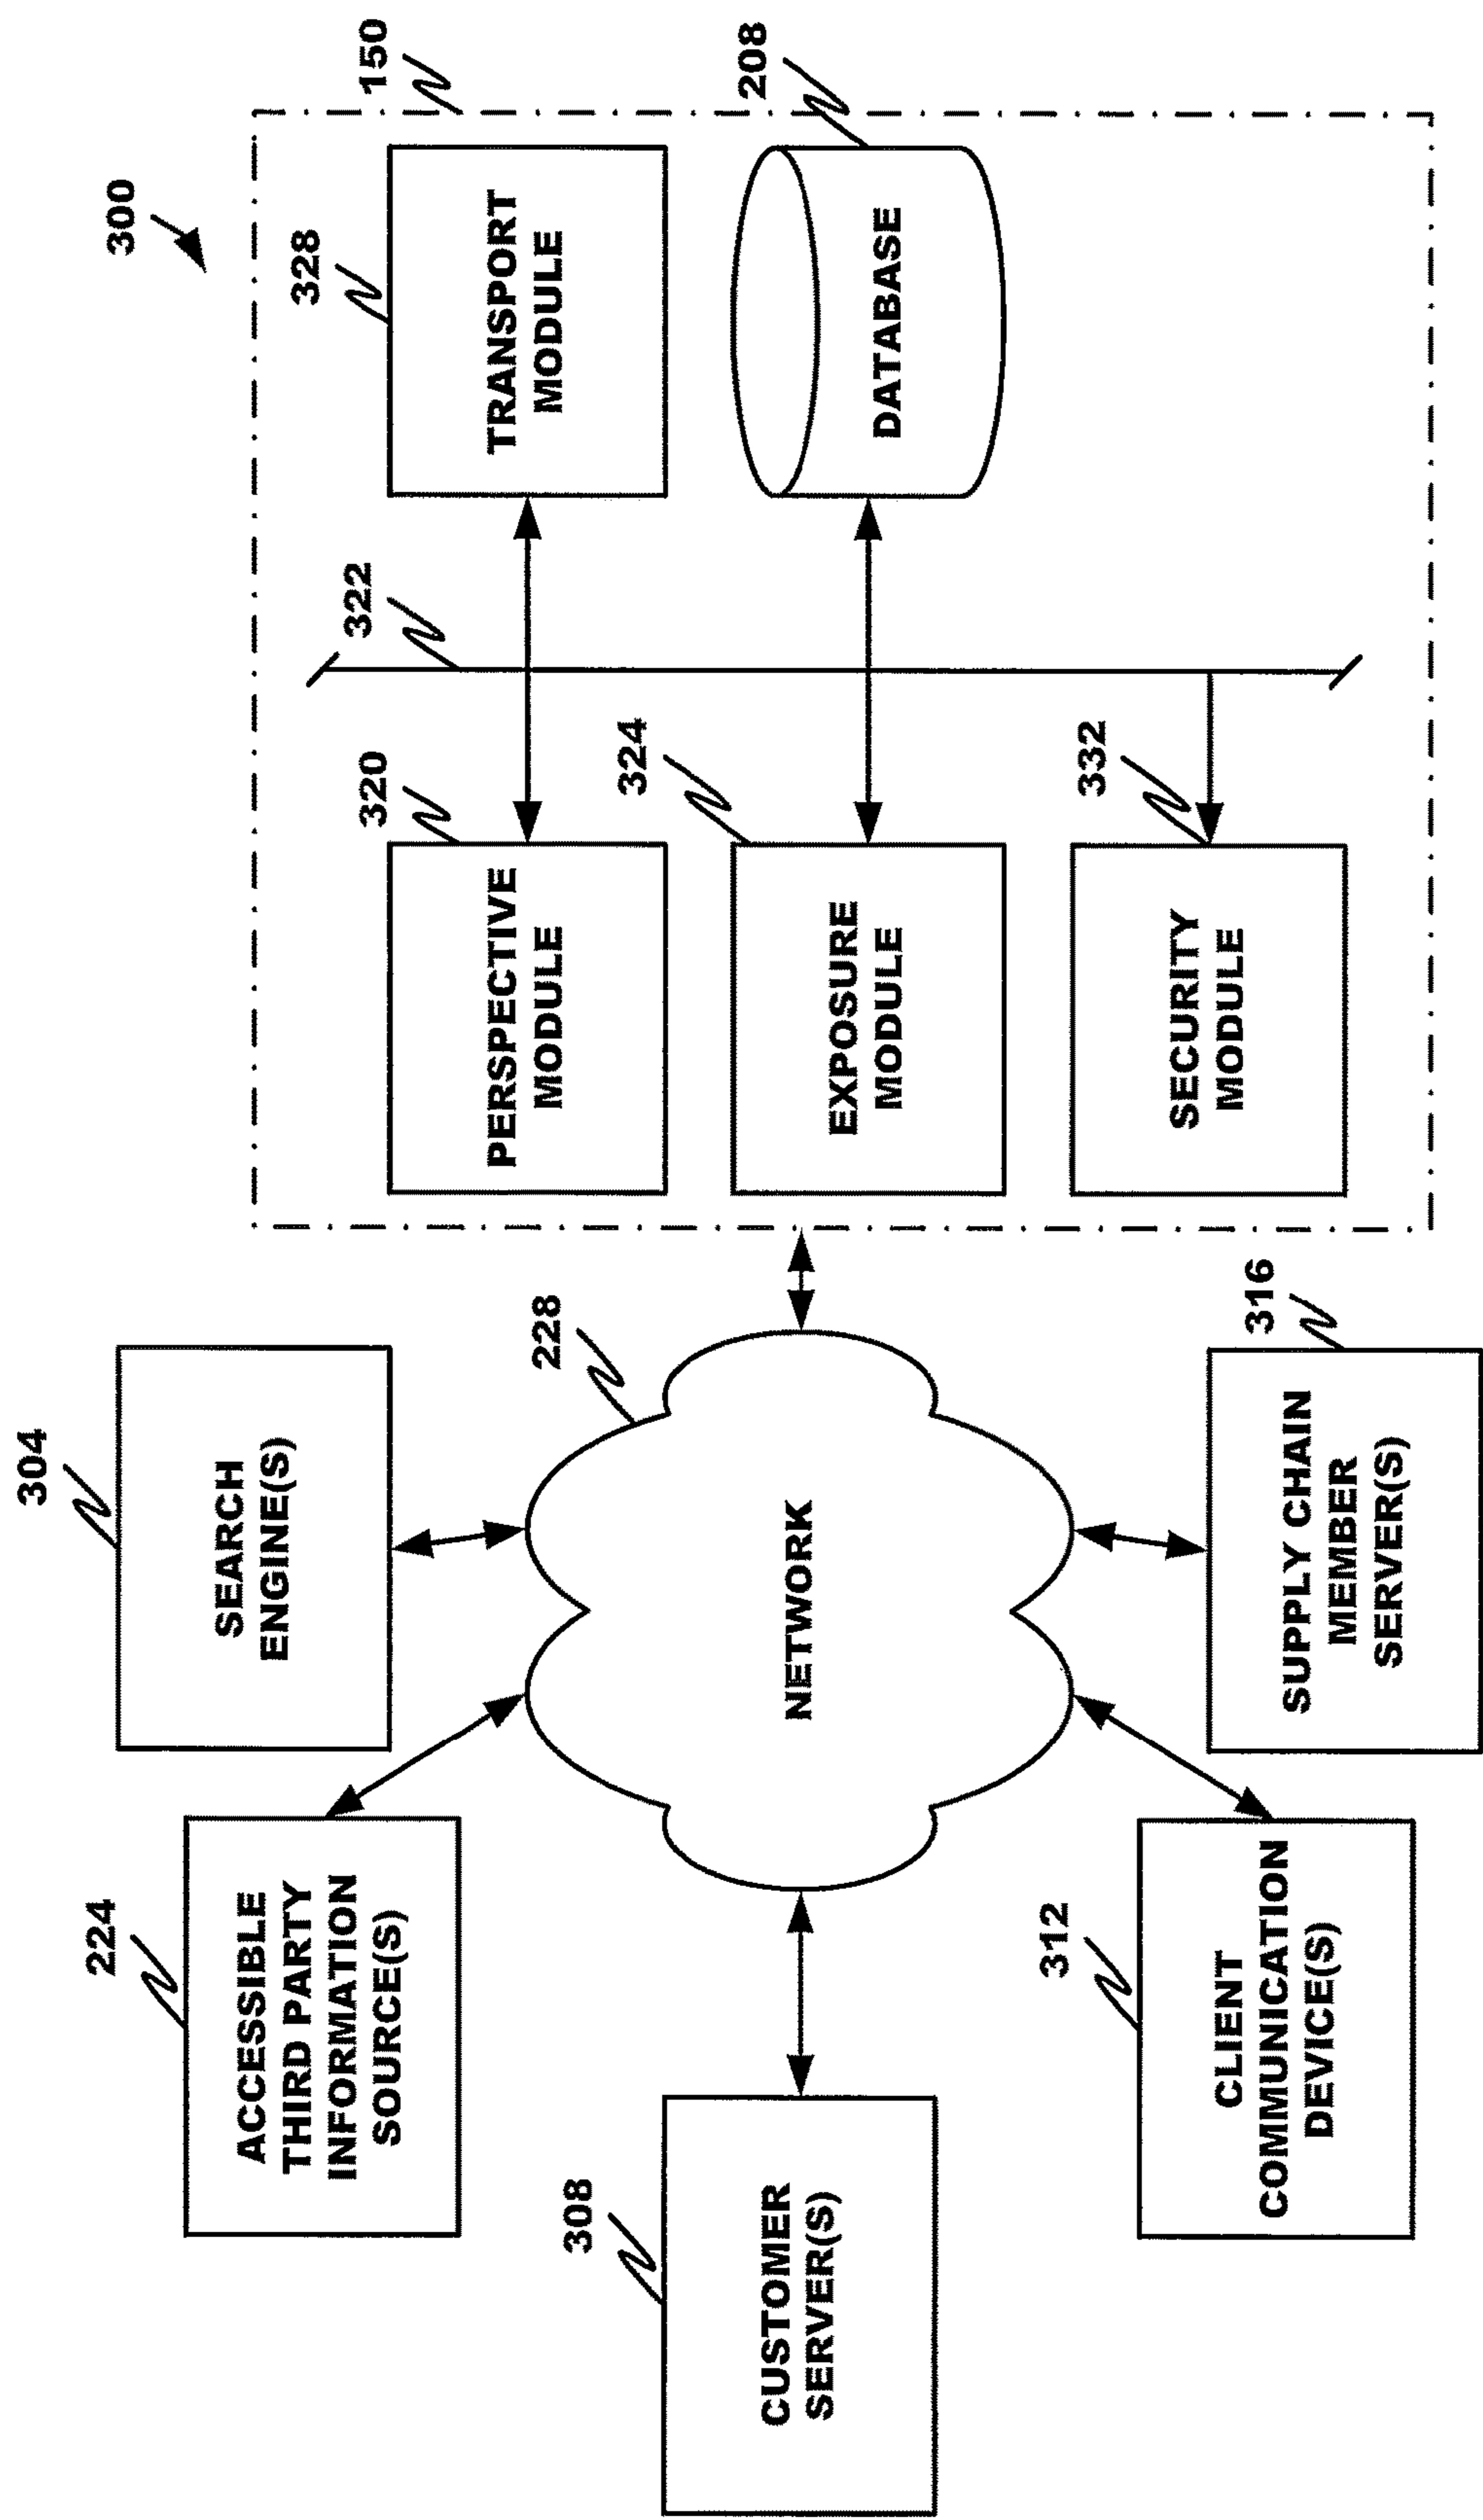 300
304
SEARCH
ENGINE(S)
224
ACCESSIBLE
THIRD PARTY
INFORMATION
SOURCE(S)
308
CUSTOMER
SERVER(S)
228
NETWORK
312
CLIENT
COMMUNICATION
DEVICE(S)
316
SUPPLY CHAIN
MEMBER
SERVER(S)
150
320
PERSPECTIVE
MODULE
322
328
TRANSPORT
MODULE
324
EXPOSURE
MODULE
208
DATABASE
332
SECURITY
MODULE